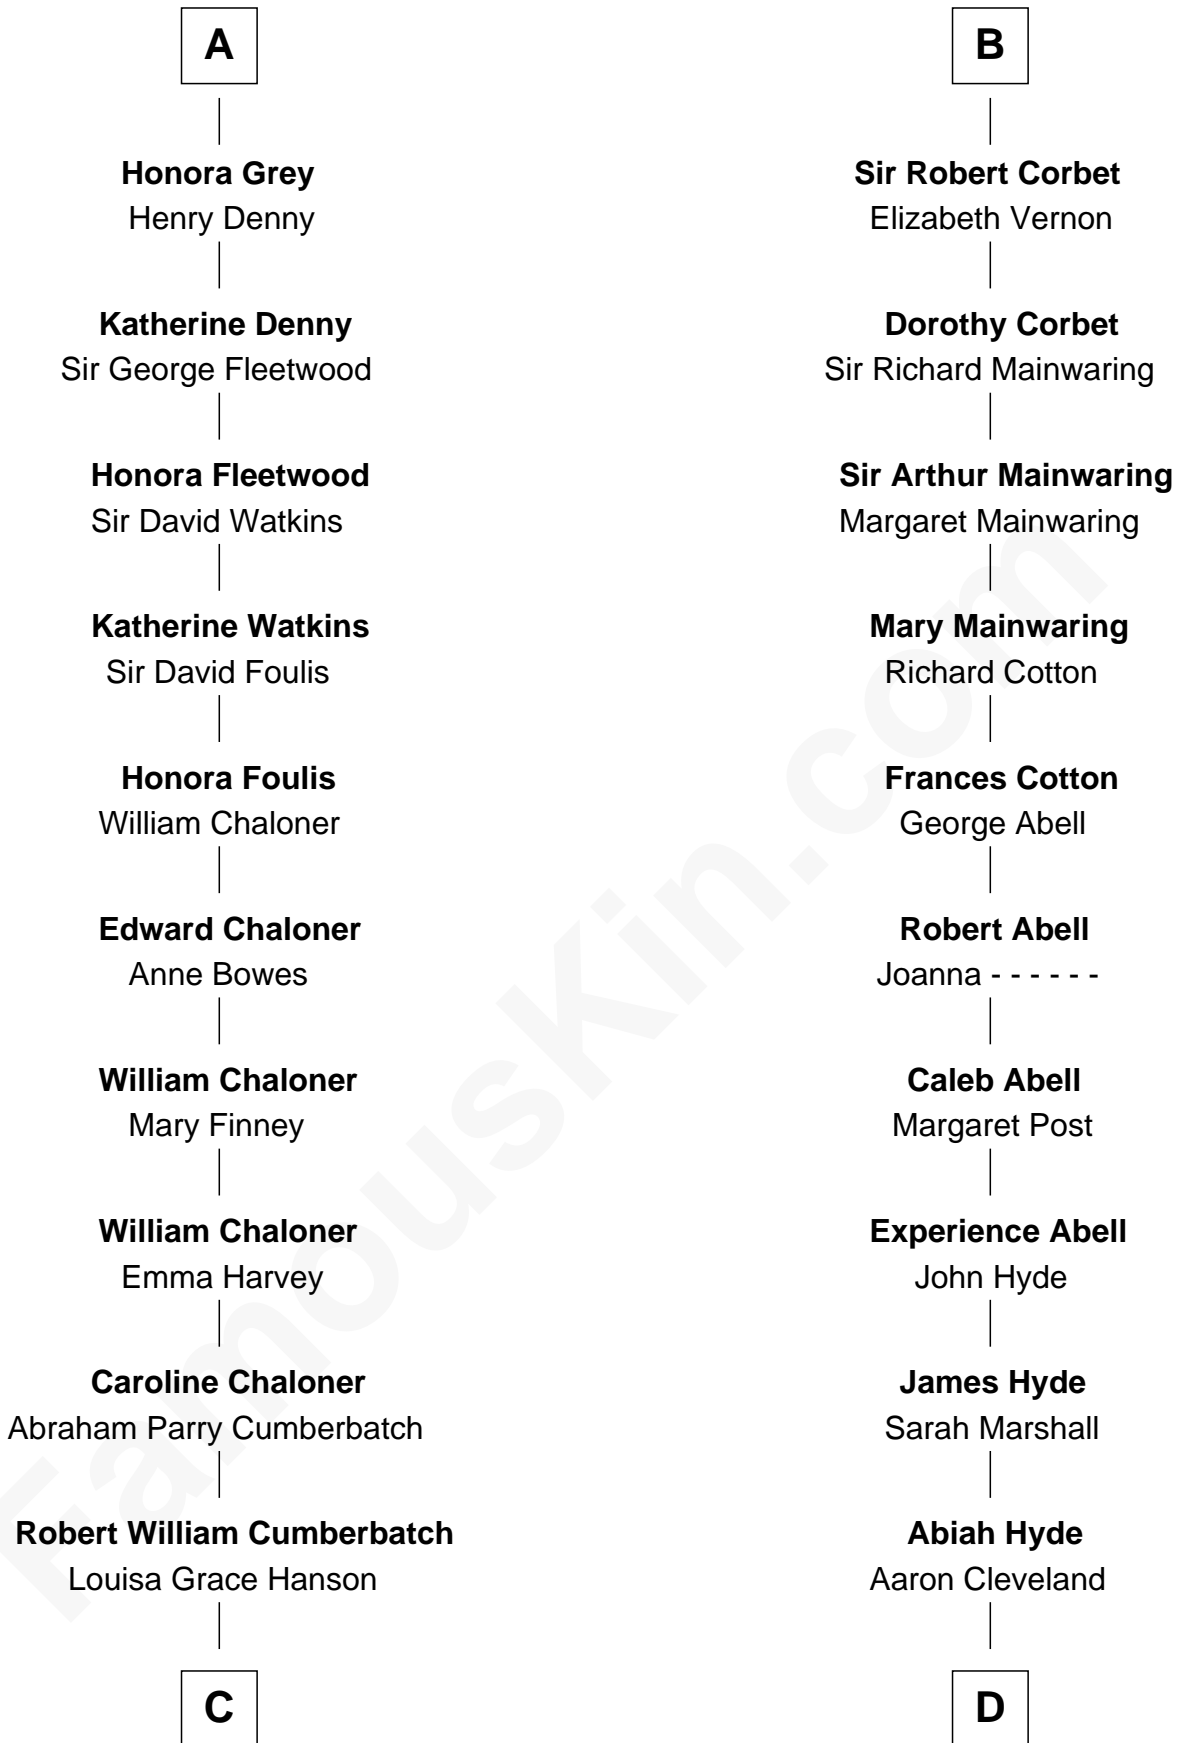 A
Honora Grey
Henry Denny
Katherine Denny
Sir George Fleetwood
Honora Fleetwood
Sir David Watkins
Katherine Watkins
Sir David Foulis
Honora Foulis
William Chaloner
Edward Chaloner
Anne Bowes
William Chaloner
Mary Finney
William Chaloner
Emma Harvey
Caroline Chaloner
Abraham Parry Cumberbatch
Robert William Cumberbatch
Louisa Grace Hanson
C
B
Sir Robert Corbet
Elizabeth Vernon
Dorothy Corbet
Sir Richard Mainwaring
Sir Arthur Mainwaring
Margaret Mainwaring
Mary Mainwaring
Richard Cotton
Frances Cotton
George Abell
Robert Abell
Joanna - - - - - -
Caleb Abell
Margaret Post
Experience Abell
John Hyde
James Hyde
Sarah Marshall
Abiah Hyde
Aaron Cleveland
D
FamousKin.com